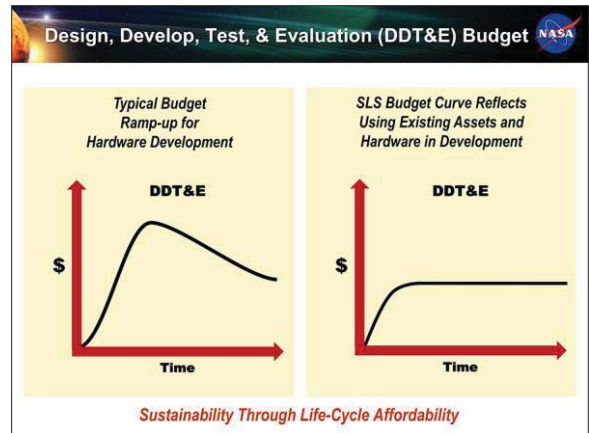 Design, Develop, Test, & Evaluation (DDT&E) Budget
NASA
Typical Budget
Ramp-up for
Hardware Development
DDT&E
$
Time
SLS Budget Curve Reflects
Using Existing Assets and
Hardware in Development
DDT&E
$
Time
Sustainability Through Life-Cycle Affordability